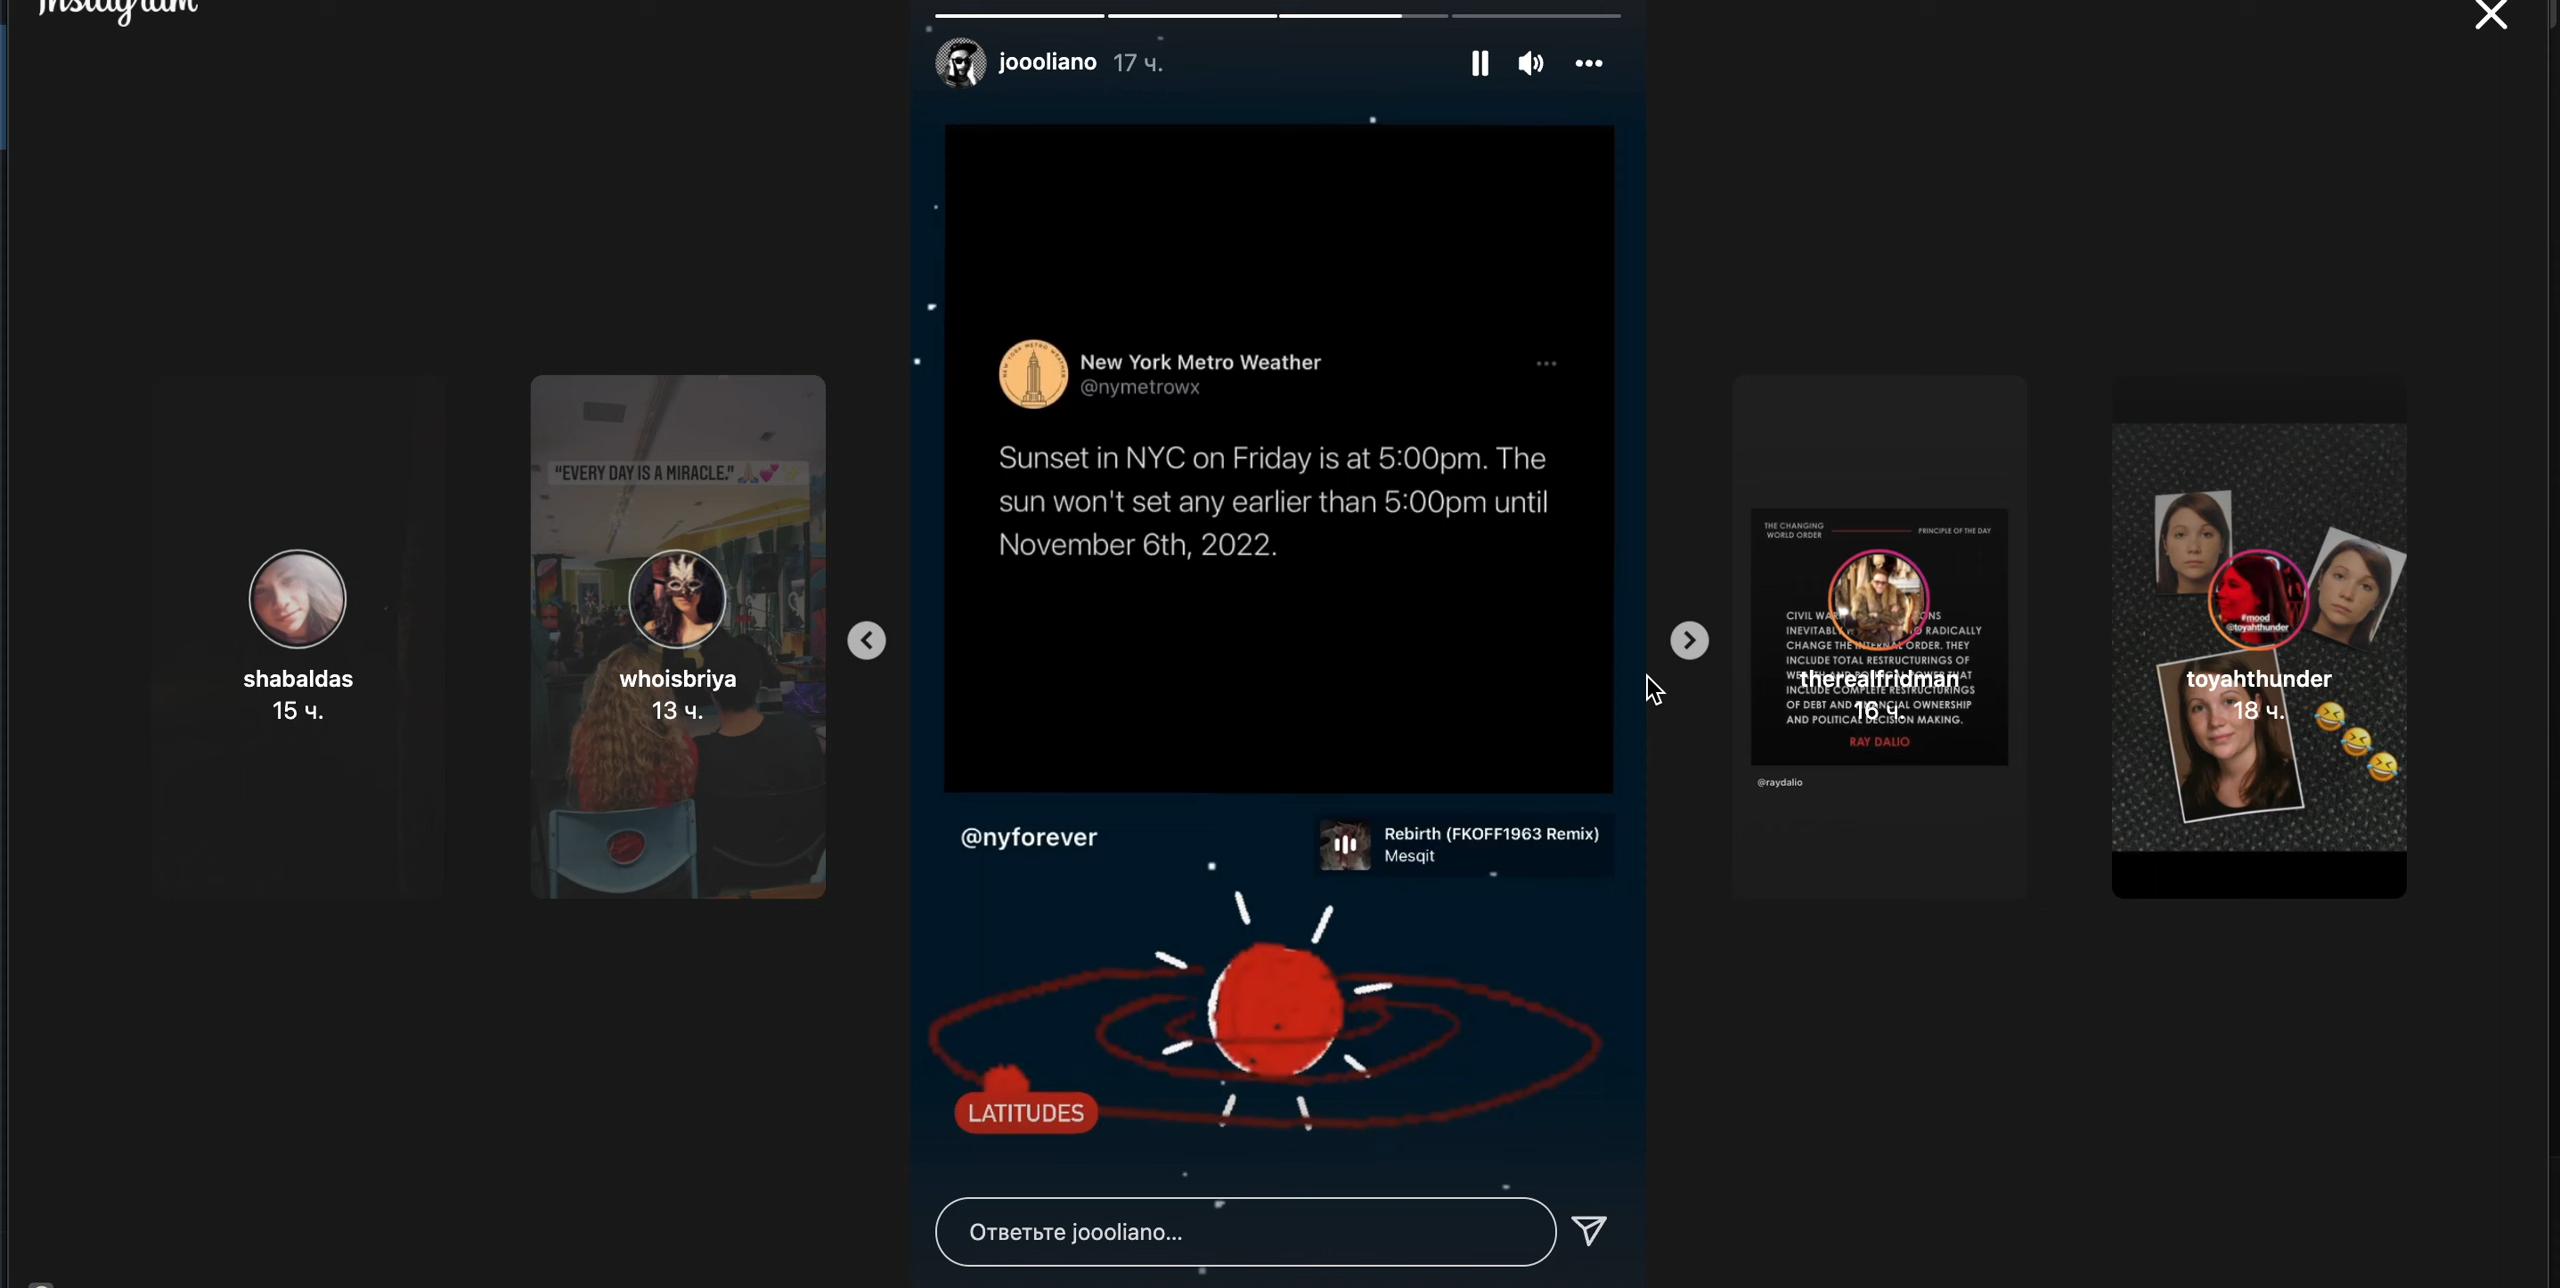 Instagram
joooliano 17 ч.
New York Metro Weather
@nymetrowx
Sunset in NYC on Friday is at 5:00pm. The
sun won't set any earlier than 5:00pm until
November 6th, 2022.
@nyforever
Rebirth (FKOFF1963 Remix)
Mesqit
LATITUDES
Ответьте joooliano...
shabaldas
15 ч.
"EVERY DAY IS A MIRACLE."
whoisbriya
13 ч.
THE CHANGING
WORLD ORDER
PRINCIPLE OF THE DAY
CIVIL
INEVITABLY RADICALLY
CHANGE THE INTERNAL ORDER. THEY
INCLUDE TOTAL RESTRUCTURINGS OF
THAT
INCLUDE COMPLETE RESTRUCTURINGS
OF DEBT AND FINANCIAL OWNERSHIP
AND POLITICAL DECISION MAKING.
RAY DALIO
@raydalio
therealfridman
16 ч.
#mood
@toyahthunder
toyahthunder
18 ч.